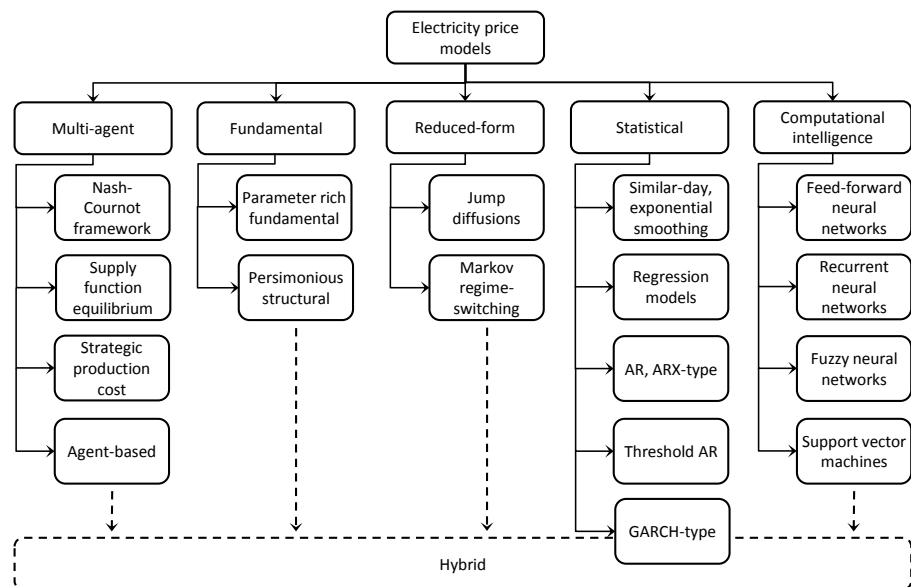 Electricity price
models
Multi-agent
Fundamental
Reduced-form
Statistical
Computational
intelligence
Nash-
Cournot
framework
Supply
function
equilibrium
Strategic
production
cost
Agent-based
Parameter rich
fundamental
Persimonious
structural
Jump
diffusions
Markov
regime-
switching
Similar-day,
exponential
smoothing
Regression
models
AR, ARX-type
Threshold AR
GARCH-type
Feed-forward
neural
networks
Recurrent
neural
networks
Fuzzy neural
networks
Support vector
machines
Hybrid